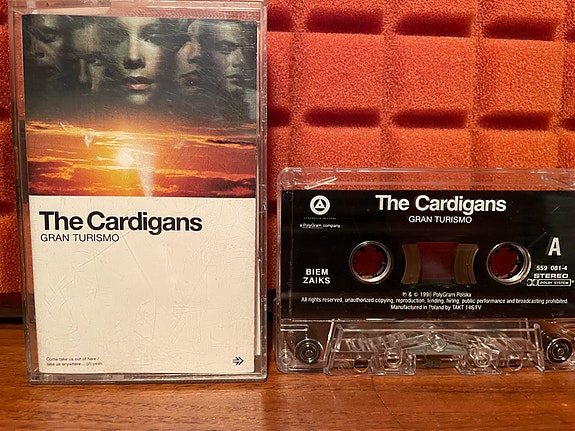 The Cardigans
GRAN TURISMO
Come take us out of here /
take us anywhere... oh yeah
The Cardigans
GRAN TURISMO
a PolyGram company
A
BIEM
ZAIKS
559 081-4
STEREO
DOLBY SYSTEM
℗ & © 1998 PolyGram Polska
All rights reserved, unauthorized copying, reproduction, lending, hiring, public performance and broadcasting prohibited.
Manufactured in Poland by TAKT